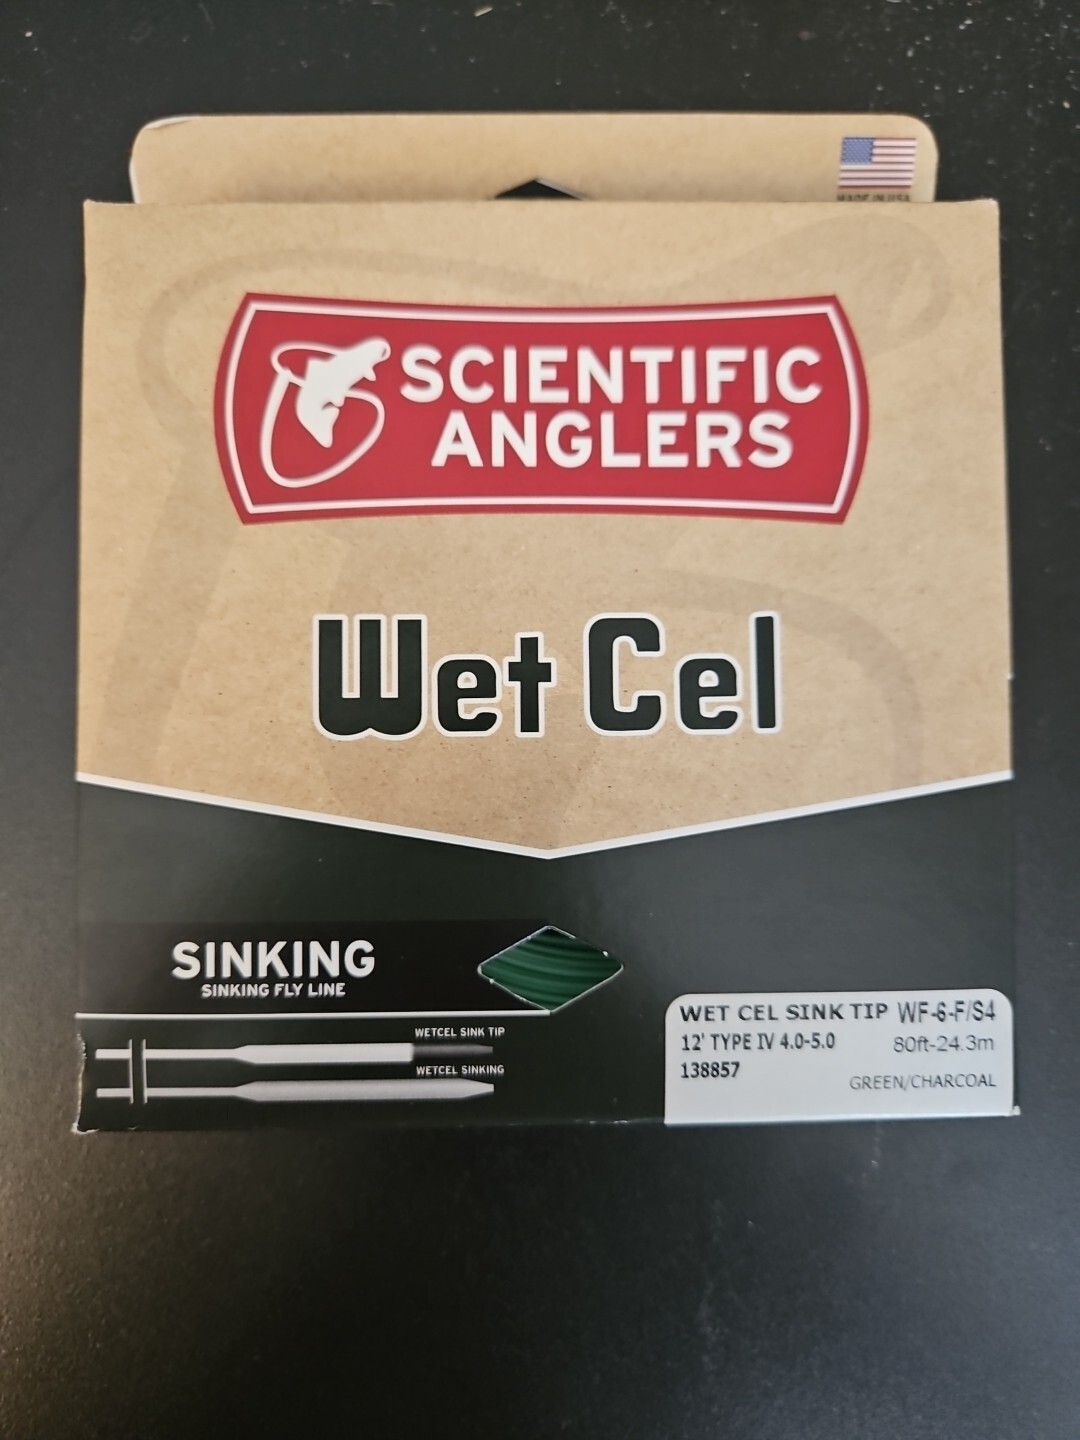 MADE IN USA
SCIENTIFIC
ANGLERS
Wet Cel
SINKING
SINKING FLY LINE
WETCEL SINK TIP
WETCEL SINKING
WET CEL SINK TIP WF-6-F/S4
12' TYPE IV 4.0-5.0 80ft-24.3m
138857
GREEN/CHARCOAL